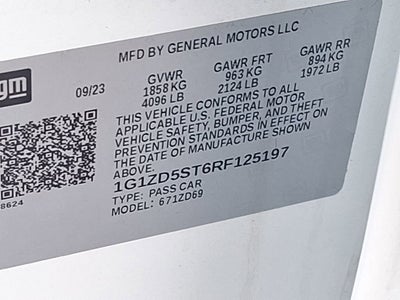 MFD BY GENERAL MOTORS LLC
gm
09/23 GVWR GAWR FRT GAWR RR
1858 KG 963 KG 894 KG
4096 LB 2124 LB 1972 LB
THIS VEHICLE CONFORMS TO ALL
APPLICABLE U.S. FEDERAL MOTOR
VEHICLE SAFETY, BUMPER, AND THEFT
PREVENTION STANDARDS IN EFFECT ON
THE DATE OF MANUFACTURE SHOWN
ABOVE.
1G1ZD5ST6RF125197
TYPE: PASS CAR
MODEL: 671ZD69
8624